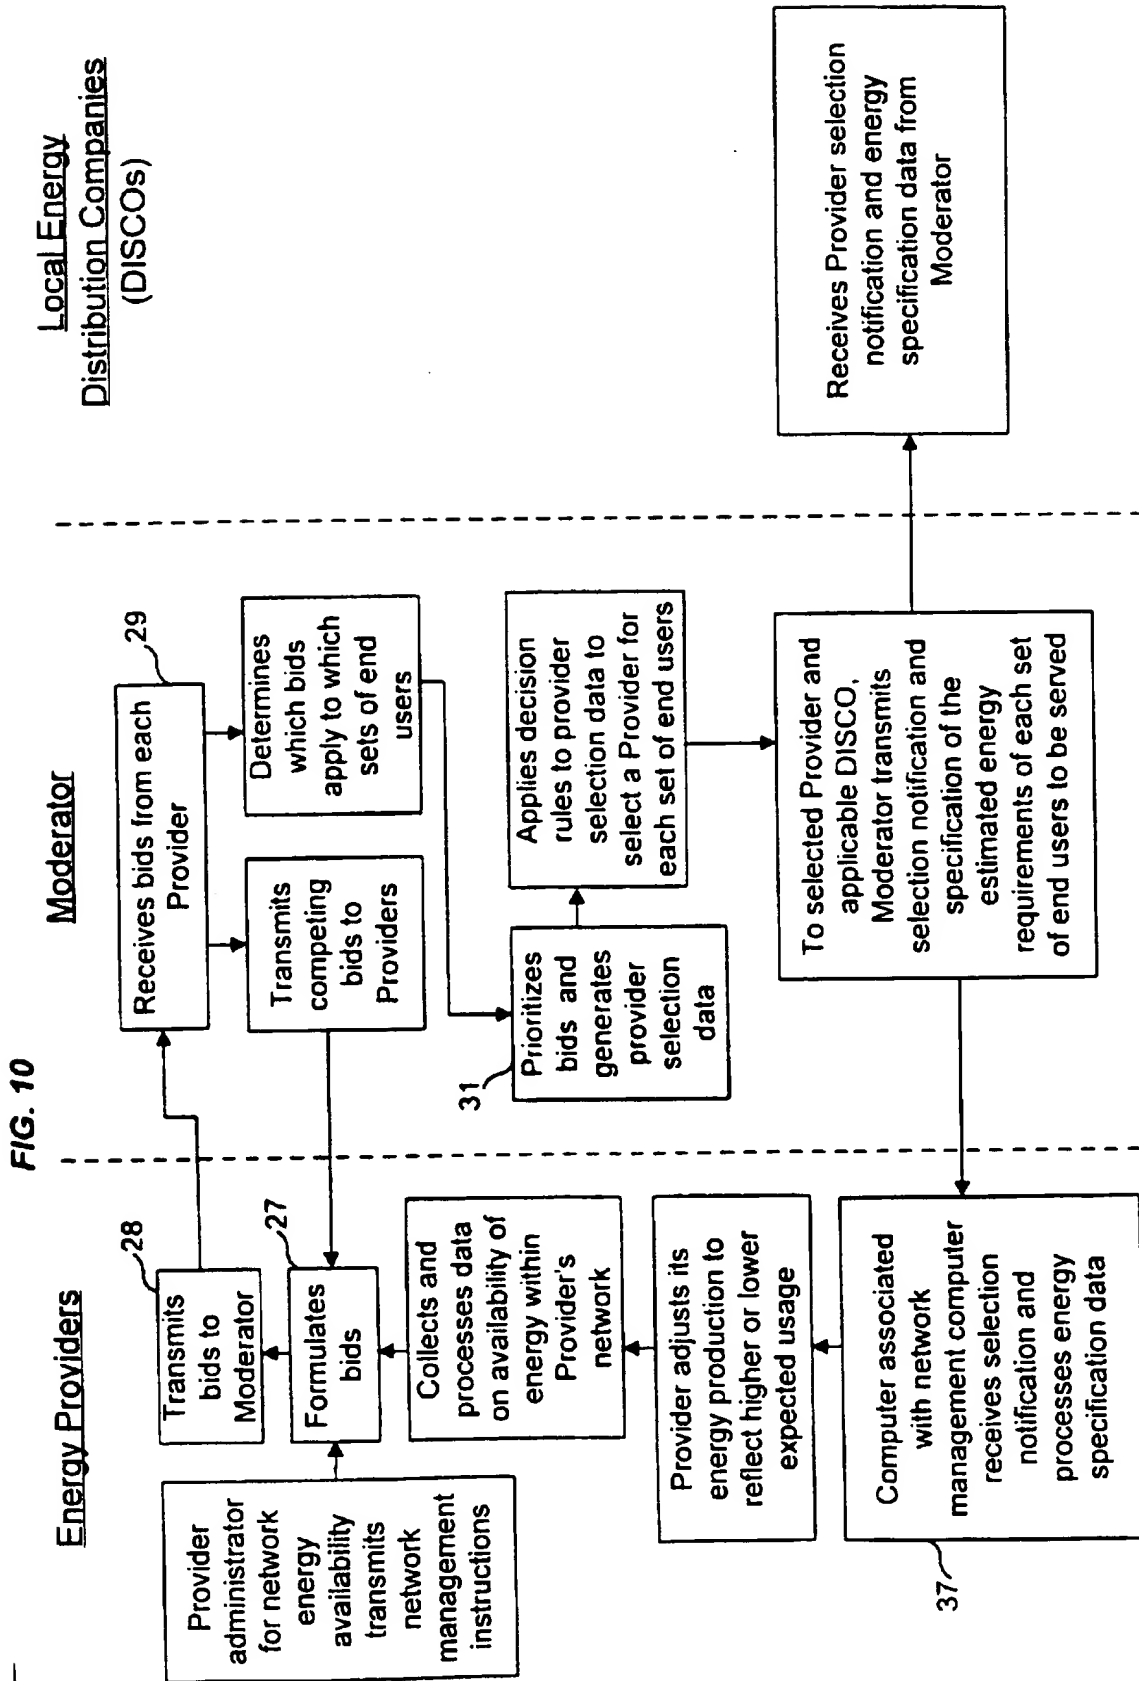 FIG. 10
Energy Providers
Moderator
Local Energy
Distribution Companies
(DISCOs)
Provider
administrator
for network
energy
availability
transmits
network
management
instructions
28
Transmits
bids to
Moderator
27
Formulates
bids
Collects and
processes data
on availability of
energy within
Provider's
network
Provider adjusts its
energy production to
reflect higher or lower
expected usage
Computer associated
with network
management computer
receives selection
notification and
processes energy
specification data
37
29
Receives bids from each
Provider
Transmits
competing
bids to
Providers
Determines
which bids
apply to which
sets of end
users
31
Prioritizes
bids and
generates
provider
selection
data
Applies decision
rules to provider
selection data to
select a Provider for
each set of end users
To selected Provider and
applicable DISCO,
Moderator transmits
selection notification and
specification of the
estimated energy
requirements of each set
of end users to be served
Receives Provider selection
notification and energy
specification data from
Moderator